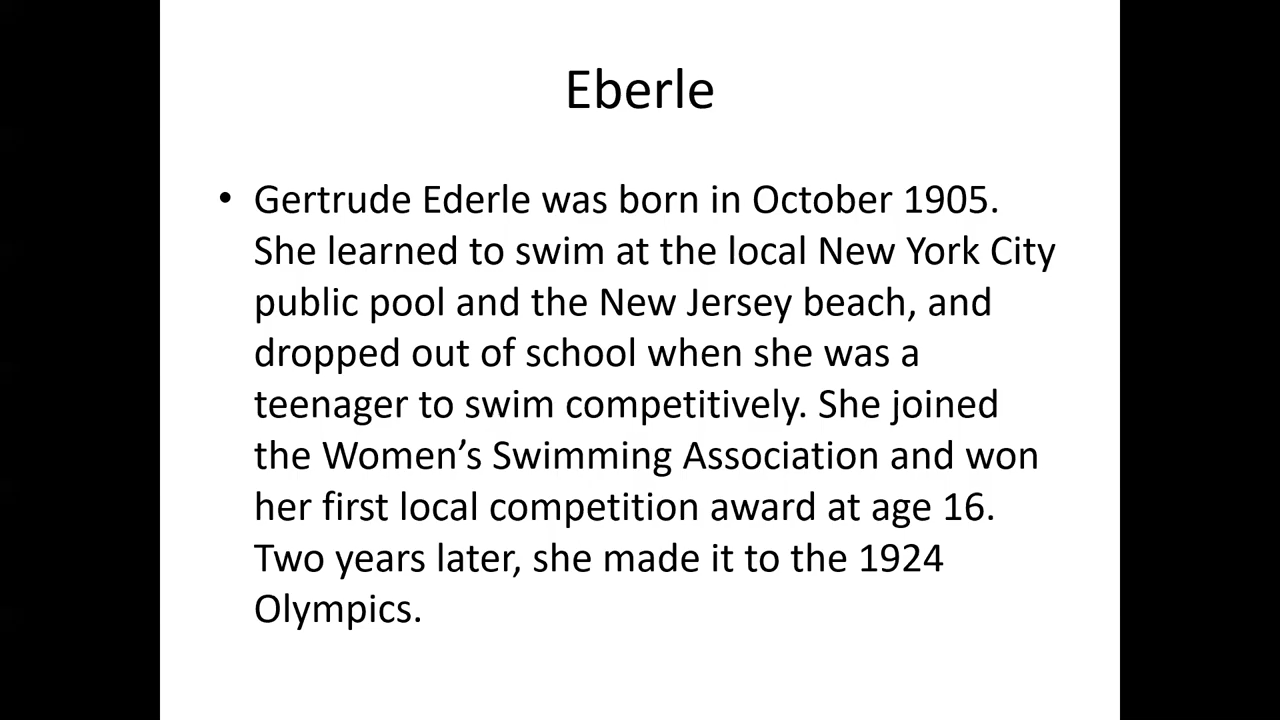 Eberle
• Gertrude Ederle was born in October 1905.
She learned to swim at the local New York City
public pool and the New Jersey beach, and
dropped out of school when she was a
teenager to swim competitively. She joined
the Women’s Swimming Association and won
her first local competition award at age 16.
Two years later, she made it to the 1924
Olympics.